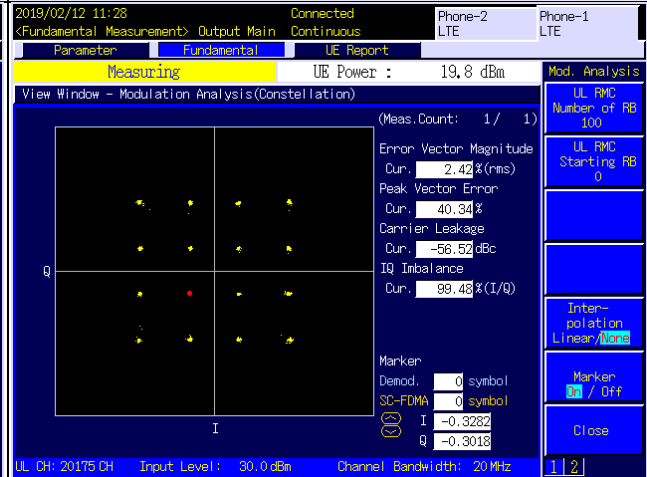 2019/02/12 11:28 Connected Phone-2 Phone-1
<Fundamental Measurement> Output Main Continuous LTE LTE
Parameter Fundamental UE Report
Measuring UE Power : 19.8 dBm Mod. Analysis
View Window - Modulation Analysis(Constellation)
UL RMC
Number of RB
100
(Meas.Count: 1/ 1)
Error Vector Magnitude
Cur. 2.42 %(rms)
Peak Vector Error
Cur. 40.34 %
Carrier Leakage
Cur. -56.52 dBc
IQ Imbalance
Cur. 99.48 %(I/Q)
UL RMC
Starting RB
0
Q
I
Inter-
polation
Linear/None
Marker
Demod. 0 symbol
SC-FDMA 0 symbol
I -0.3282
Q -0.3018
Marker
On / Off
Close
UL CH: 20175 CH Input Level: 30.0 dBm Channel Bandwidth: 20 MHz 1 2